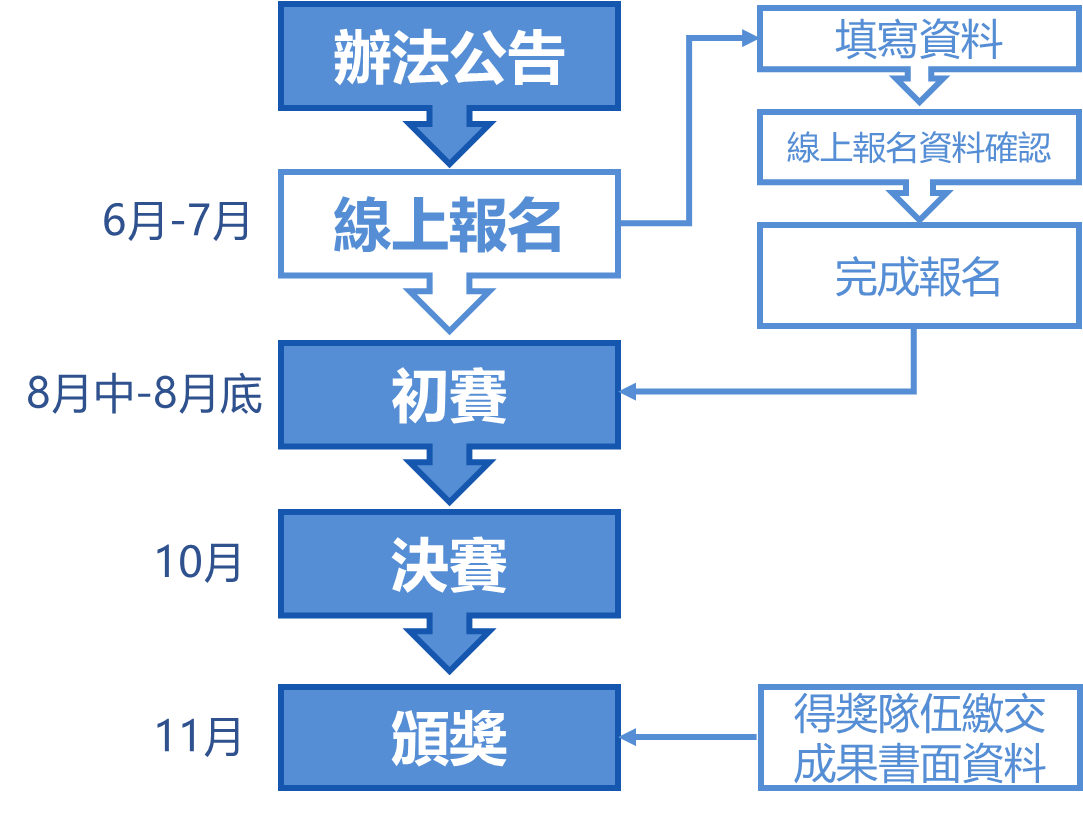 辦法公告
填寫資料
線上報名資料確認
6月-7月
線上報名
完成報名
8月中-8月底
初賽
10月
決賽
11月
頒獎
得獎隊伍繳交
成果書面資料